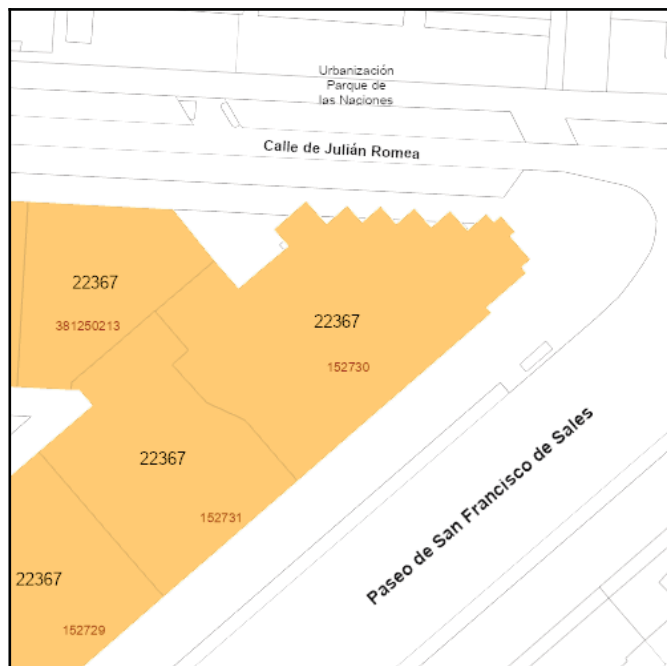 Urbanización
Parque de
las Naciones
Calle de Julián Romea
22367
381250213
22367
152730
22367
152731
Paseo de San Francisco de Sales
22367
152729